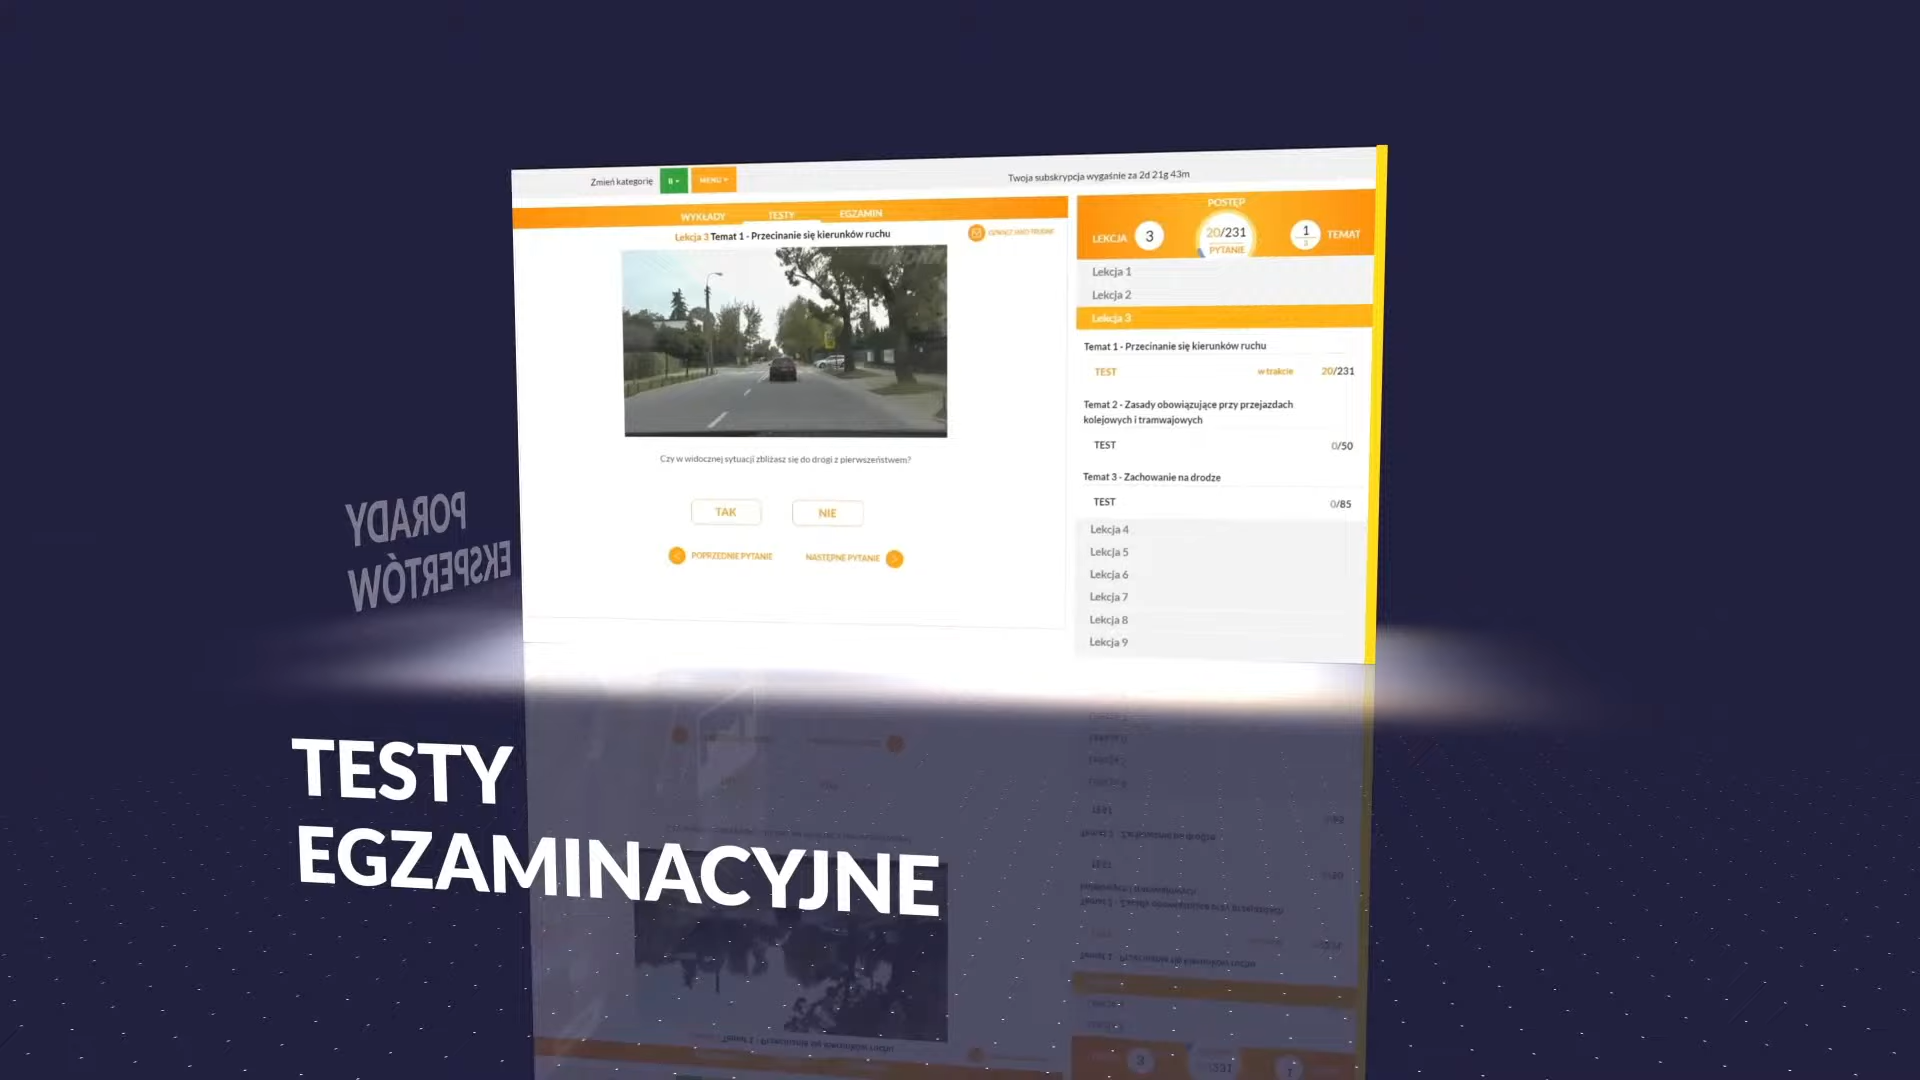 Zmień kategorię B MENU
Twoja subskrypcja wygaśnie za 2d 21g 43m
WYKŁADY TESTY EGZAMIN
Lekcja 3 Temat 1 - Przecinanie się kierunków ruchu
OZNACZ JAKO TRUDNE
Czy w widocznej sytuacji zbliżasz się do drogi z pierwszeństwem?
TAK NIE
POPRZEDNIE PYTANIE NASTĘPNE PYTANIE
POSTĘP
LEKCJA 3
20/231
PYTANIE
1
3
TEMAT
Lekcja 1
Lekcja 2
Lekcja 3
Temat 1 - Przecinanie się kierunków ruchu
TEST w trakcie 20/231
Temat 2 - Zasady obowiązujące przy przejazdach
kolejowych i tramwajowych
TEST 0/50
Temat 3 - Zachowanie na drodze
TEST 0/85
Lekcja 4
Lekcja 5
Lekcja 6
Lekcja 7
Lekcja 8
Lekcja 9
PORADY
EKSPERTÓW
TESTY
EGZAMINACYJNE